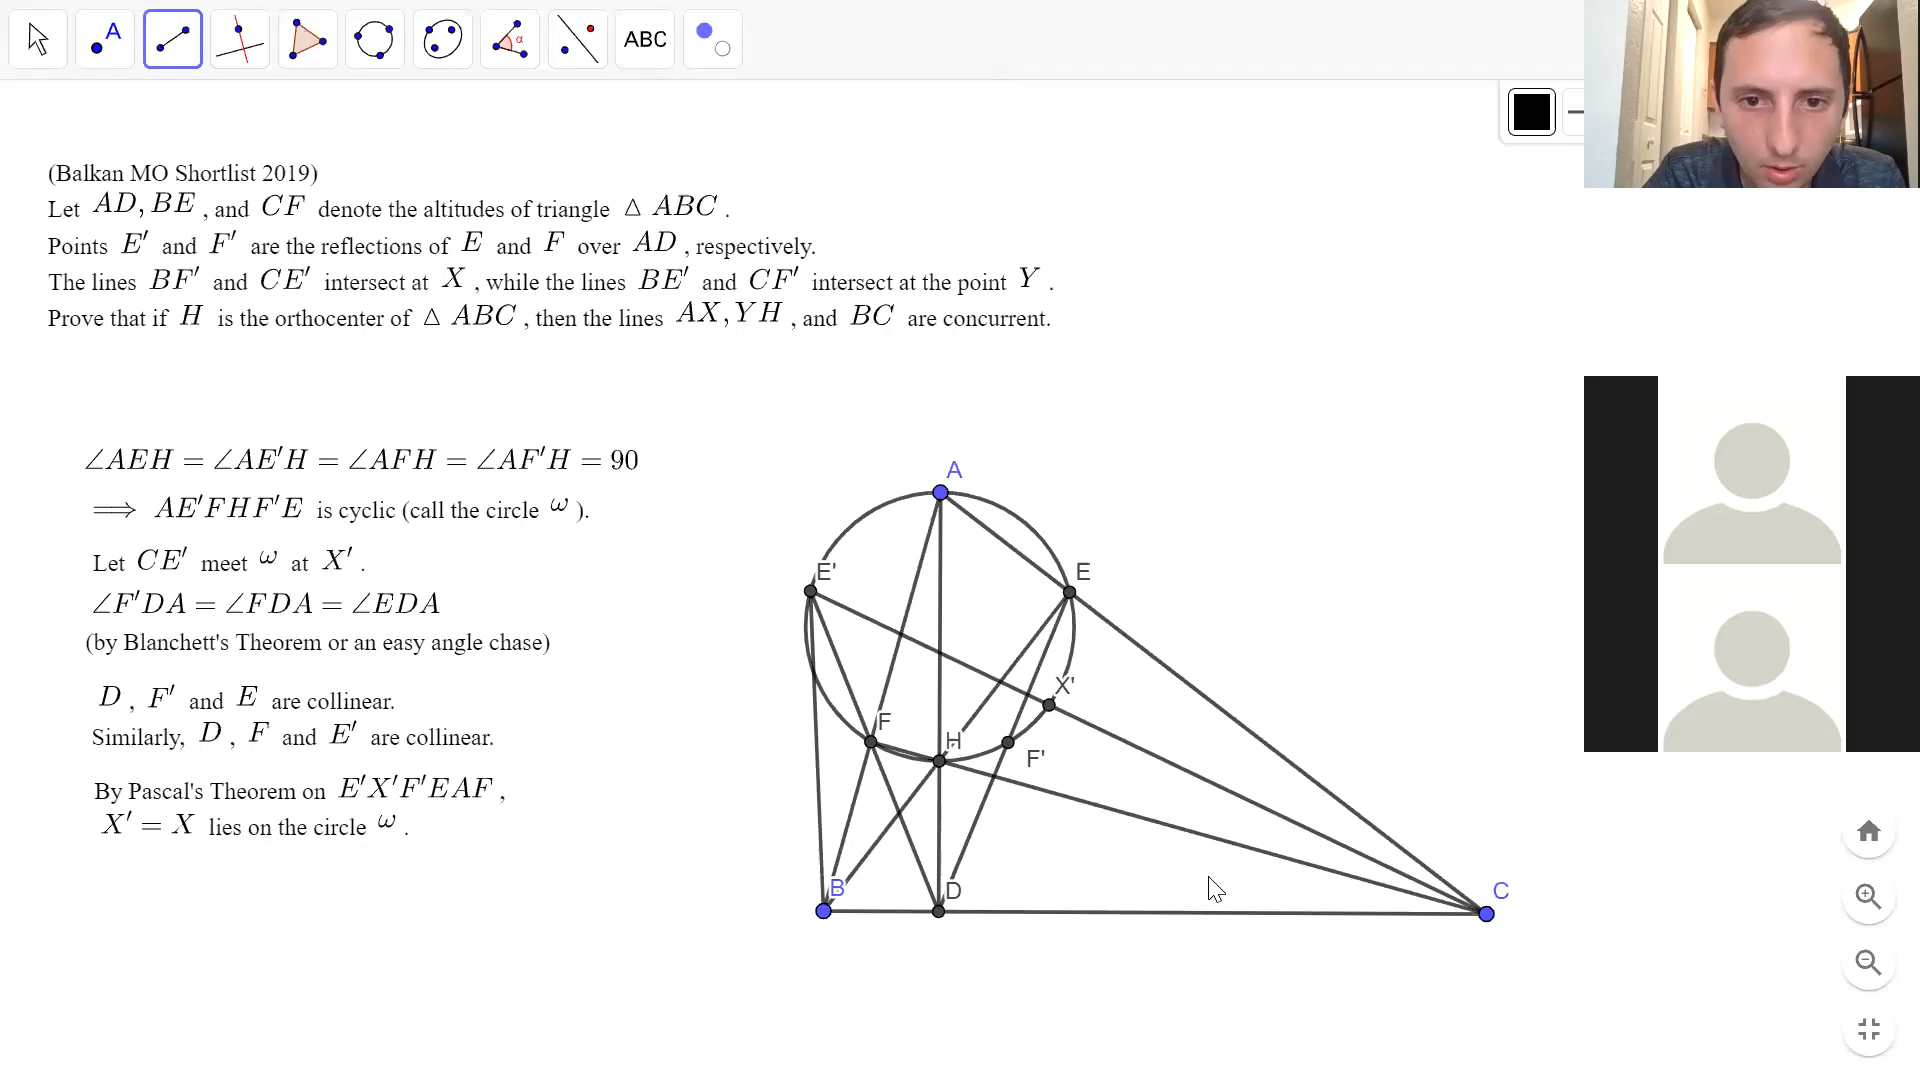 A
α
ABC
(Balkan MO Shortlist 2019)
Let AD, BE , and CF denote the altitudes of triangle △ ABC .
Points E′ and F′ are the reflections of E and F over AD , respectively.
The lines BF′ and CE′ intersect at X , while the lines BE′ and CF′ intersect at the point Y .
Prove that if H is the orthocenter of △ ABC , then the lines AX, YH , and BC are concurrent.
∠AEH = ∠AE′H = ∠AFH = ∠AF′H = 90
⟹ AE′FHF′E is cyclic (call the circle ω ).
Let CE′ meet ω at X′ .
∠F′DA = ∠FDA = ∠EDA
(by Blanchett's Theorem or an easy angle chase)
D , F′ and E are collinear.
Similarly, D , F and E′ are collinear.
By Pascal's Theorem on E′X′F′EAF ,
X′ = X lies on the circle ω .
A
E'
E
X'
F
H
F'
B
D
C